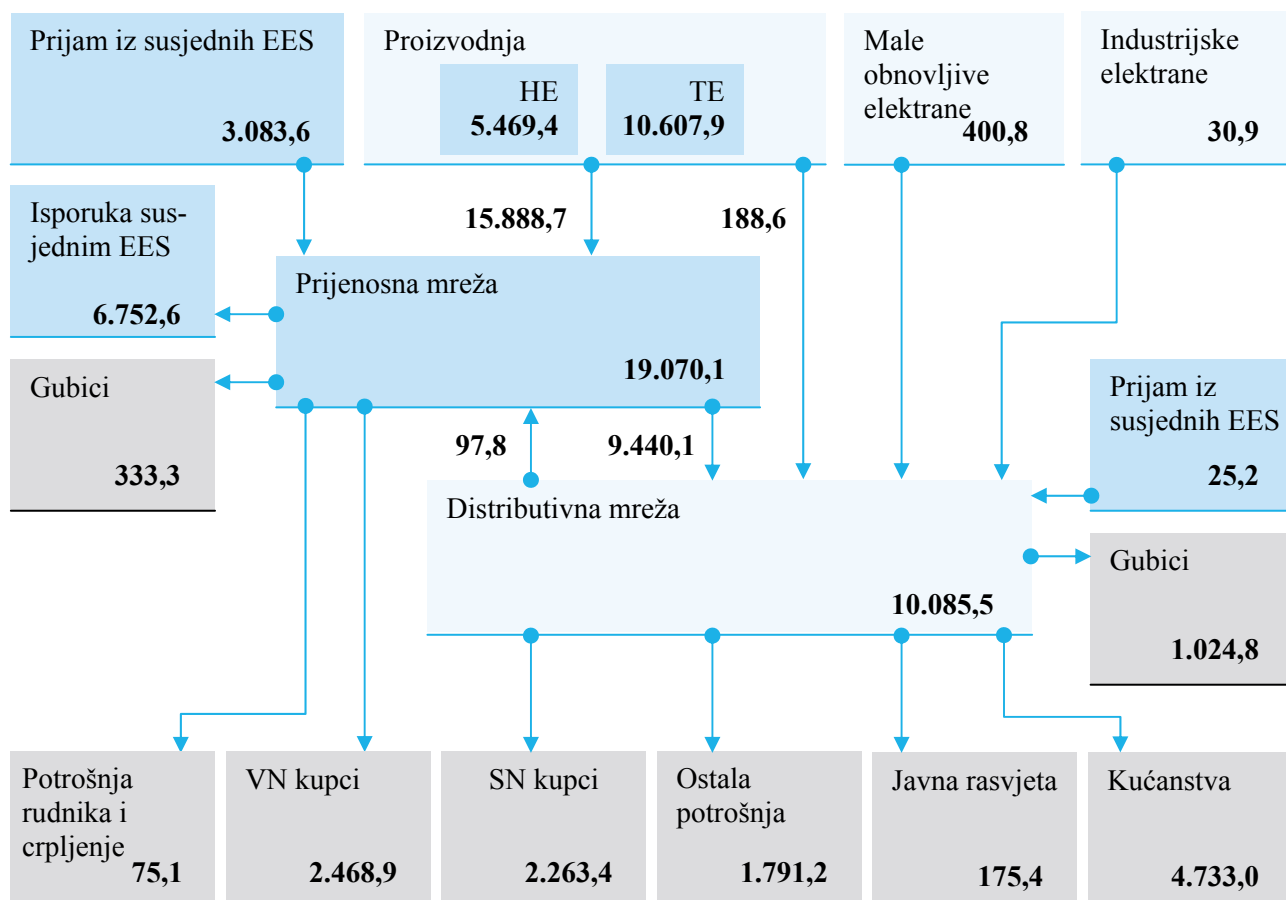 Prijam iz susjednih EES
3.083,6
Proizvodnja
HE
5.469,4
TE
10.607,9
Male
obnovljive
elektrane
400,8
Industrijske
elektrane
30,9
15.888,7
188,6
Isporuka sus-
jednim EES
6.752,6
Prijenosna mreža
19.070,1
Gubici
333,3
97,8
9.440,1
Prijam iz
susjednih EES
25,2
Distributivna mreža
10.085,5
Gubici
1.024,8
Potrošnja
rudnika i
crpljenje
75,1
VN kupci
2.468,9
SN kupci
2.263,4
Ostala
potrošnja
1.791,2
Javna rasvjeta
175,4
Kućanstva
4.733,0